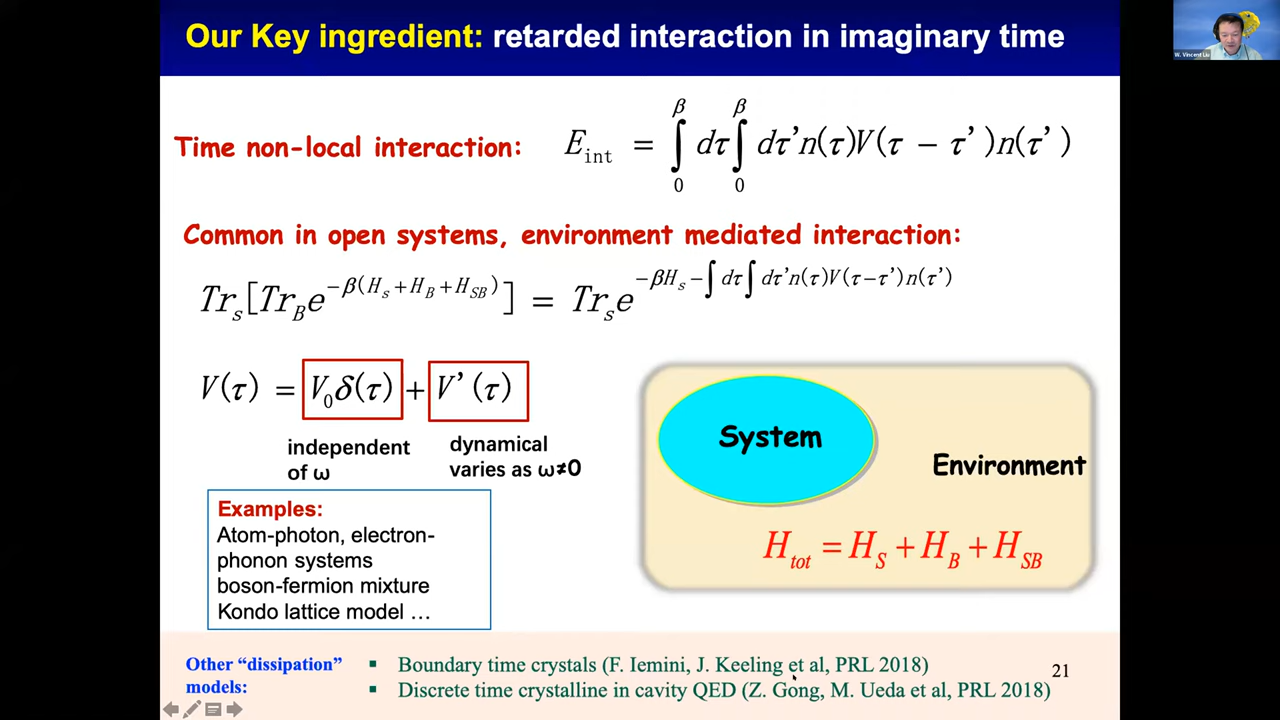 Our Key ingredient: retarded interaction in imaginary time
W. Vincent Liu
Time non-local interaction: E_int = ∫_0^β dτ ∫_0^β dτ’n(τ)V(τ − τ’)n(τ’)
Common in open systems, environment mediated interaction:
Tr_s[Tr_B e^{−β(H_s+H_B+H_SB)}] = Tr_s e^{−βH_s−∫dτ∫dτ’n(τ)V(τ−τ’)n(τ’)}
V(τ) = V_0δ(τ) + V’(τ)
independent
of ω
dynamical
varies as ω≠0
Examples:
Atom-photon, electron-
phonon systems
boson-fermion mixture
Kondo lattice model …
System
Environment
H_tot = H_S + H_B + H_SB
Other “dissipation”
models:
▪ Boundary time crystals (F. Iemini, J. Keeling et al, PRL 2018)
▪ Discrete time crystalline in cavity QED (Z. Gong, M. Ueda et al, PRL 2018)
21